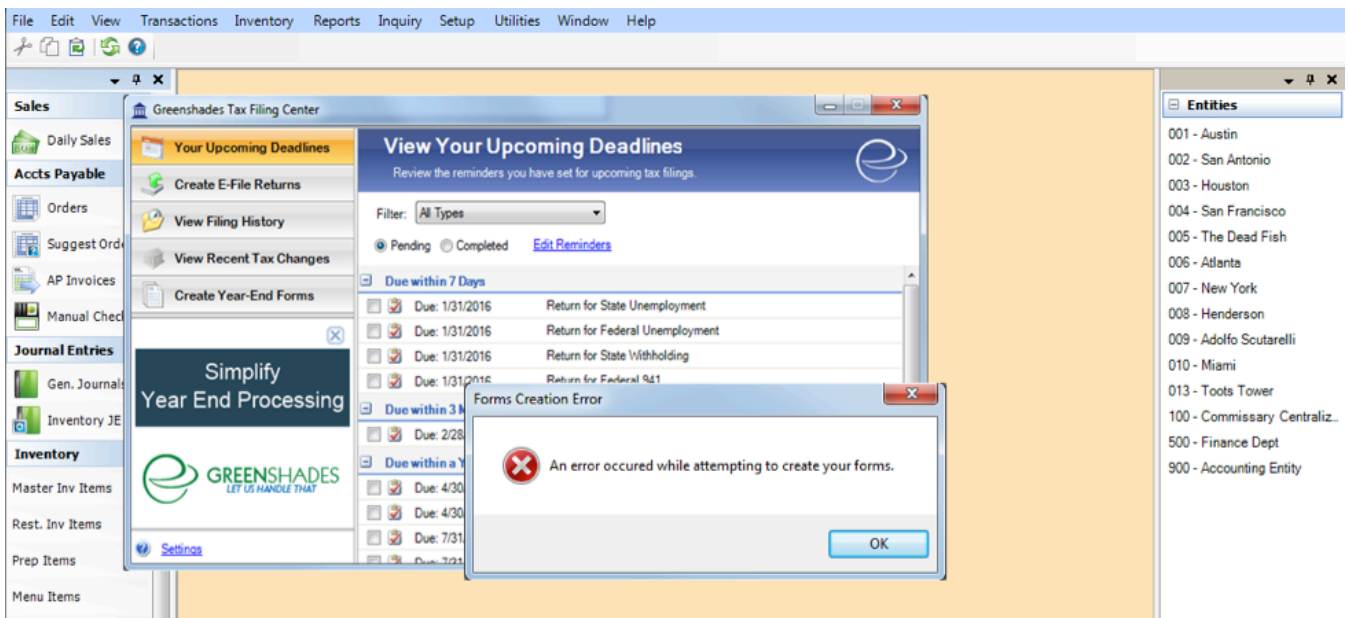 File Edit View Transactions Inventory Reports Inquiry Setup Utilities Window Help
Sales
Daily Sales
Accts Payable
Orders
Suggest Orde
AP Invoices
Manual Chec
Journal Entries
Gen. Journals
Inventory JE
Inventory
Master Inv Items
Rest. Inv Items
Prep Items
Menu Items
Greenshades Tax Filing Center
Your Upcoming Deadlines
Create E-File Returns
View Filing History
View Recent Tax Changes
Create Year-End Forms
Simplify
Year End Processing
GREENSHADES
LET US HANDLE THAT
Settings
View Your Upcoming Deadlines
Review the reminders you have set for upcoming tax filings.
Filter: All Types
Pending Completed Edit Reminders
Due within 7 Days
Due: 1/31/2016 Return for State Unemployment
Due: 1/31/2016 Return for Federal Unemployment
Due: 1/31/2016 Return for State Withholding
Due: 1/31/2016 Return for Federal 941
Due within 3 M
Due: 2/28
Due within a Y
Due: 4/30
Due: 4/30
Due: 7/31
Due: 7/31
Forms Creation Error
An error occured while attempting to create your forms.
OK
Entities
001 - Austin
002 - San Antonio
003 - Houston
004 - San Francisco
005 - The Dead Fish
006 - Atlanta
007 - New York
008 - Henderson
009 - Adolfo Scutarelli
010 - Miami
013 - Toots Tower
100 - Commissary Centraliz...
500 - Finance Dept
900 - Accounting Entity